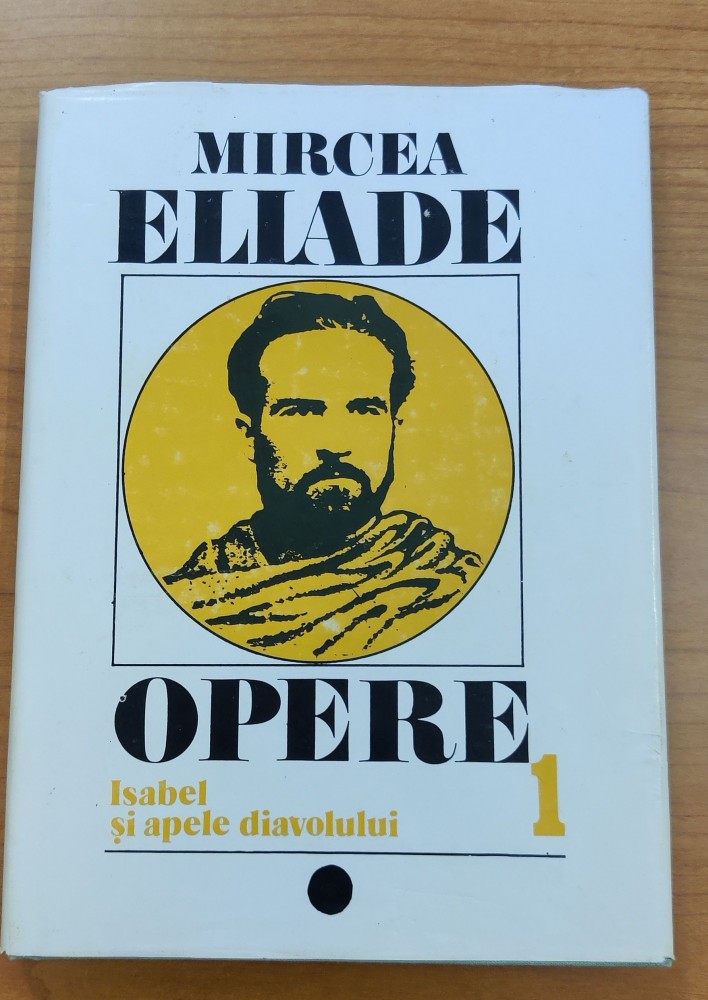 MIRCEA
ELIADE
OPERE
1
Isabel
și apele diavolului